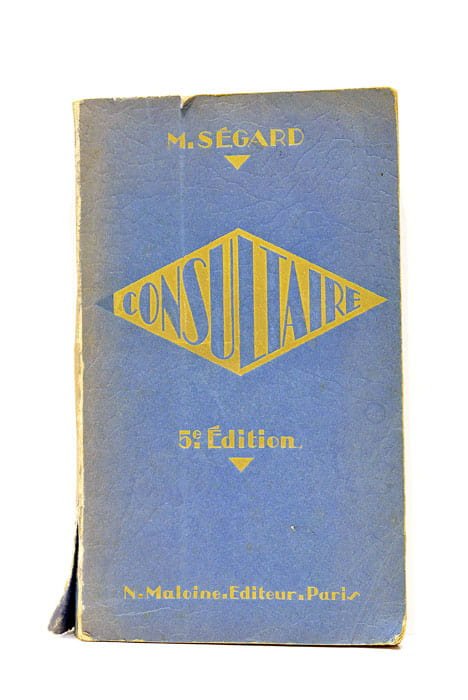 M. SÉGARD
CONSULTAIRE
5e. Édition.
N. Maloine. Editeur. Paris